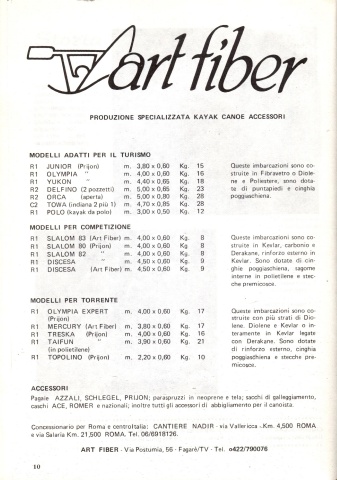 art fiber
PRODUZIONE SPECIALIZZATA KAYAK CANOE ACCESSORI
MODELLI ADATTI PER IL TURISMO
R1 JUNIOR (Prijon) m. 3,80 x 0,60 Kg. 15
R1 OLYMPIA " m. 4,00 x 0,60 Kg. 16
R1 YUKON " m. 4,40 x 0,65 Kg. 18
R2 DELFINO (2 pozzetti) m. 5,00 x 0,65 Kg. 23
R2 ORCA (aperta) m. 5,00 x 0,80 Kg. 28
C2 TOWA (indiana 2 più 1) m. 4,70 x 0,85 Kg. 28
R1 POLO (kayak da polo) m. 3,00 x 0,50 Kg. 12
Queste imbarcazioni sono co-
struite in Fibravetro o Diole-
ne e Poliestere, sono dota-
te di puntapiedi e cinghia
poggiaschiena.
MODELLI PER COMPETIZIONE
R1 SLALOM 83 (Art Fiber) m. 4,00 x 0,60 Kg. 8
R1 SLALOM 80 (Prijon) m. 4,00 x 0,60 Kg. 8
R1 SLALOM 82 " m. 4,00 x 0,60 Kg. 8
R1 DISCESA " m. 4,50 x 0,60 Kg. 9
R1 DISCESA (Art Fiber) m. 4,50 x 0,60 Kg. 9
Queste imbarcazioni sono co-
struite in Kevlar, carbonio e
Derakane, rinforzo esterno in
Kevlar. Sono dotate di cin-
ghie poggiaschiena, sagome
interne in polietilene e stec-
che premicosce.
MODELLI PER TORRENTE
R1 OLYMPIA EXPERT m. 4,00 x 0,60 Kg. 17
(Prijon)
R1 MERCURY (Art Fiber) m. 3,80 x 0,60 Kg. 17
R1 TRESKA (Prijon) m. 4,00 x 0,60 Kg. 16
R1 TAIFUN " m. 3,90 x 0,60 Kg. 21
(in polietilene)
R1 TOPOLINO (Prijon) m. 2,20 x 0,60 Kg. 10
Queste imbarcazioni sono co-
struite con più strati di Dio-
lene. Diolene e Kevlar o in-
teramente in Kevlar legate
con Derakane. Sono dotate
di rinforzo esterno, cinghia
poggiaschiena e stecche pre-
micosce.
ACCESSORI
Pagaie AZZALI, SCHLEGEL, PRIJON; paraspruzzi in neoprene e tela; sacchi di galleggiamento,
caschi ACE, ROMER e nazionali; inoltre tutti gli accessori di abbigliamento per il canoista.
Concessionario per Roma e centroItalia: CANTIERE NADIR - via Vallericca - Km. 4,500 ROMA
e via Salaria Km. 21,500 ROMA. Tel. 06/6918126.
ART FIBER - Via Postumia, 56 - Fagarè/TV - Tel. 0422/790076
10